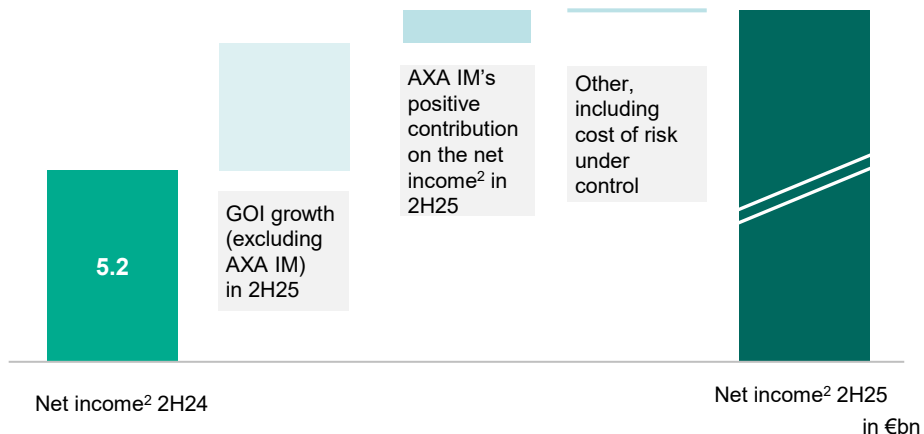 5.2
GOI growth
(excluding
AXA IM)
in 2H25
AXA IM’s
positive
contribution
on the net
income² in
2H25
Other,
including
cost of risk
under
control
Net income² 2H24
Net income² 2H25
in €bn